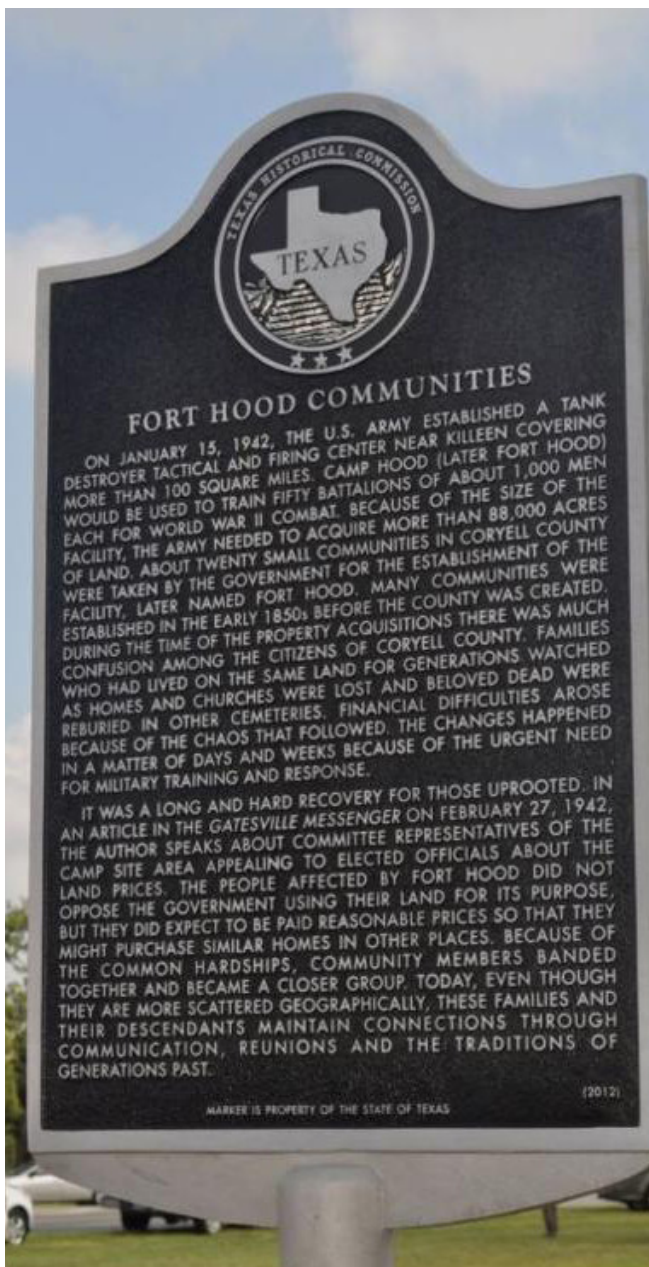 TEXAS HISTORICAL COMMISSION
TEXAS
FORT HOOD COMMUNITIES
ON JANUARY 15, 1942, THE U.S. ARMY ESTABLISHED A TANK
DESTROYER TACTICAL AND FIRING CENTER NEAR KILLEEN COVERING
MORE THAN 100 SQUARE MILES. CAMP HOOD (LATER FORT HOOD)
WOULD BE USED TO TRAIN FIFTY BATTALIONS OF ABOUT 1,000 MEN
EACH FOR WORLD WAR II COMBAT. BECAUSE OF THE SIZE OF THE
FACILITY, THE ARMY NEEDED TO ACQUIRE MORE THAN 88,000 ACRES
OF LAND. ABOUT TWENTY SMALL COMMUNITIES IN CORYELL COUNTY
WERE TAKEN BY THE GOVERNMENT FOR THE ESTABLISHMENT OF THE
FACILITY, LATER NAMED FORT HOOD. MANY COMMUNITIES WERE
ESTABLISHED IN THE EARLY 1850s BEFORE THE COUNTY WAS CREATED.
DURING THE TIME OF THE PROPERTY ACQUISITIONS THERE WAS MUCH
CONFUSION AMONG THE CITIZENS OF CORYELL COUNTY. FAMILIES
WHO HAD LIVED ON THE SAME LAND FOR GENERATIONS WATCHED
AS HOMES AND CHURCHES WERE LOST AND BELOVED DEAD WERE
REBURIED IN OTHER CEMETERIES. FINANCIAL DIFFICULTIES AROSE
BECAUSE OF THE CHAOS THAT FOLLOWED. THE CHANGES HAPPENED
IN A MATTER OF DAYS AND WEEKS BECAUSE OF THE URGENT NEED
FOR MILITARY TRAINING AND RESPONSE.
IT WAS A LONG AND HARD RECOVERY FOR THOSE UPROOTED. IN
AN ARTICLE IN THE GATESVILLE MESSENGER ON FEBRUARY 27, 1942,
THE AUTHOR SPEAKS ABOUT COMMITTEE REPRESENTATIVES OF THE
CAMP SITE AREA APPEALING TO ELECTED OFFICIALS ABOUT THE
LAND PRICES. THE PEOPLE AFFECTED BY FORT HOOD DID NOT
OPPOSE THE GOVERNMENT USING THEIR LAND FOR ITS PURPOSE,
BUT THEY DID EXPECT TO BE PAID REASONABLE PRICES SO THAT THEY
MIGHT PURCHASE SIMILAR HOMES IN OTHER PLACES. BECAUSE OF
THE COMMON HARDSHIPS, COMMUNITY MEMBERS BANDED
TOGETHER AND BECAME A CLOSER GROUP. TODAY, EVEN THOUGH
THEY ARE MORE SCATTERED GEOGRAPHICALLY, THESE FAMILIES AND
THEIR DESCENDANTS MAINTAIN CONNECTIONS THROUGH
COMMUNICATION, REUNIONS AND THE TRADITIONS OF
GENERATIONS PAST.
(2012)
MARKER IS PROPERTY OF THE STATE OF TEXAS